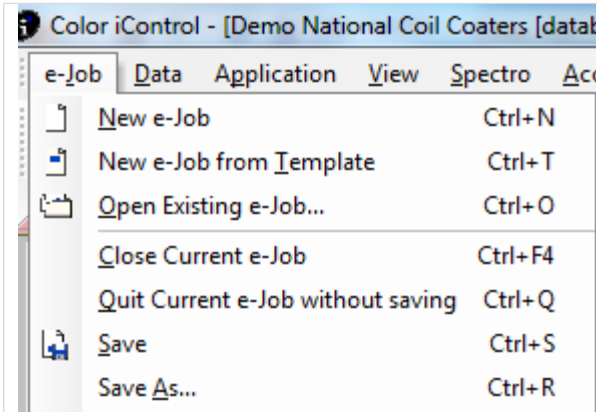 Color iControl - [Demo National Coil Coaters [datab
e-Job Data Application View Spectro Acc
New e-Job Ctrl+N
New e-Job from Template Ctrl+T
Open Existing e-Job... Ctrl+O
Close Current e-Job Ctrl+F4
Quit Current e-Job without saving Ctrl+Q
Save Ctrl+S
Save As... Ctrl+R